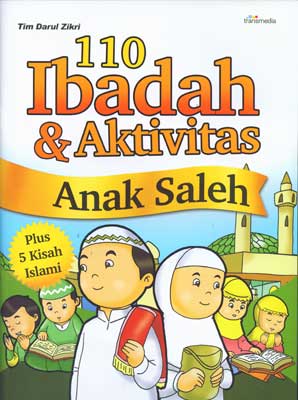 Tim Darul Zikri
transmedia
110
Ibadah
& Aktivitas
Anak Saleh
Plus
5 Kisah
Islami